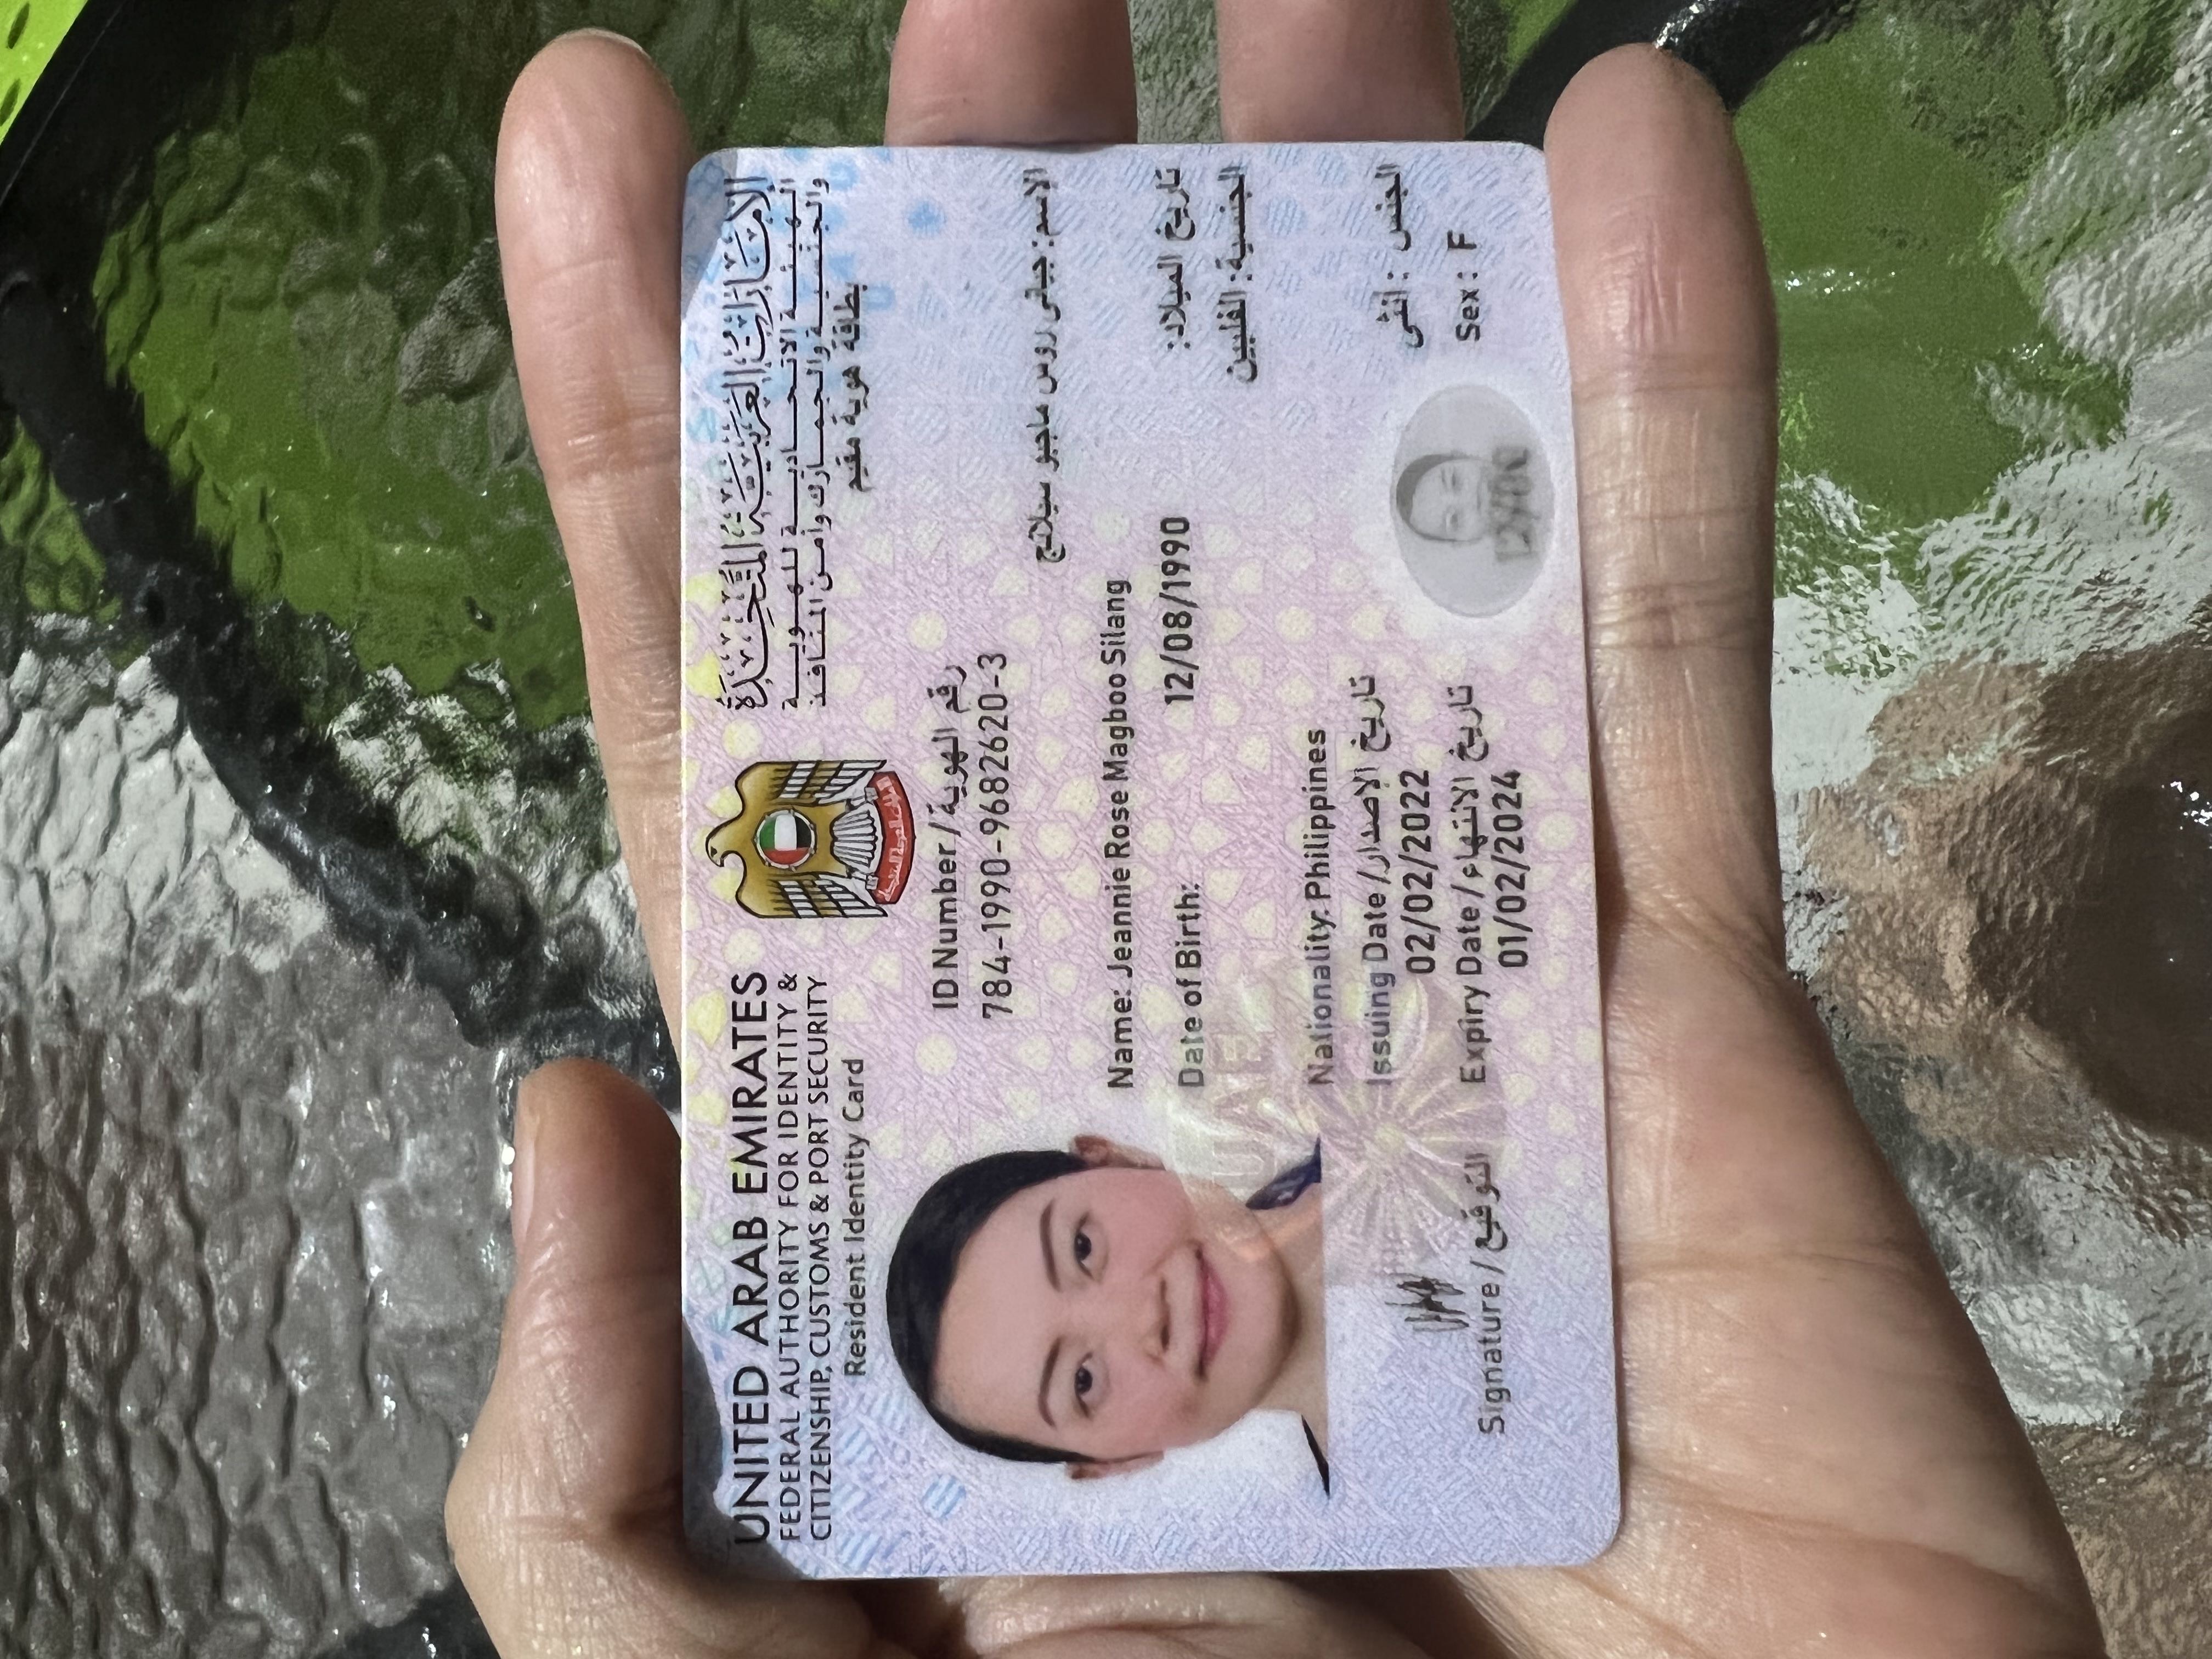 UNITED ARAB EMIRATES
FEDERAL AUTHORITY FOR IDENTITY &
CITIZENSHIP, CUSTOMS & PORT SECURITY
Resident Identity Card
الإمارات العربية المتحدة
الهيئة الاتحادية للهوية
والجنسية والجمارك وأمن المنافذ
بطاقة هوية مقيم
ID Number / رقم الهوية
784-1990-9682620-3
الإسم: جيانى روس ماجبو سيلانج
Name: Jeannie Rose Magboo Silang
Date of Birth: 12/08/1990 تاريخ الميلاد:
الجنسية: الفلبين
UAE
Nationality: Philippines
Issuing Date / تاريخ الإصدار
02/02/2022
الجنس : أنثى
Expiry Date / تاريخ الانتهاء
01/02/2024
Sex: F
Signature / التوقيع